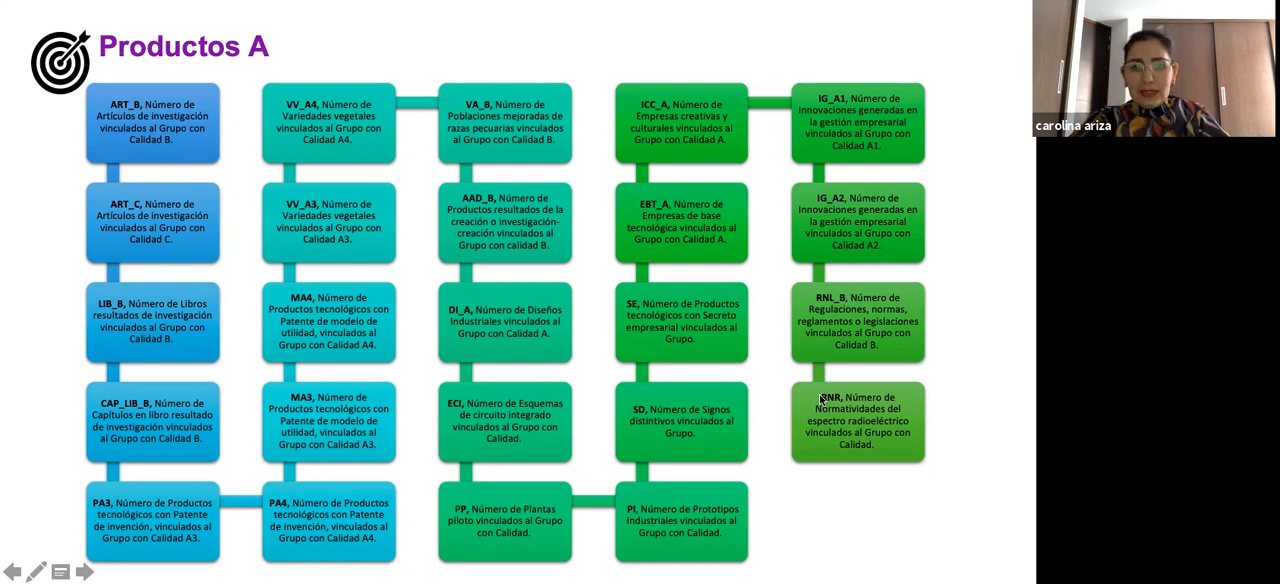 Productos A
ART_B, Número de
Artículos de investigación
vinculados al Grupo con
Calidad B.
ART_C, Número de
Artículos de investigación
vinculados al Grupo con
Calidad C.
LIB_B, Número de Libros
resultados de investigación
vinculados al Grupo con
Calidad B.
CAP_LIB_B, Número de
Capítulos en libro resultado
de investigación vinculados
al Grupo con Calidad B.
PA3, Número de Productos
tecnológicos con Patente
de invención, vinculados al
Grupo con Calidad A3.
PA4, Número de Productos
tecnológicos con Patente
de invención, vinculados al
Grupo con Calidad A4.
MA3, Número de
Productos tecnológicos con
Patente de modelo de
utilidad, vinculados al
Grupo con Calidad A3.
MA4, Número de
Productos tecnológicos con
Patente de modelo de
utilidad, vinculados al
Grupo con Calidad A4.
VV_A3, Número de
Variedades vegetales
vinculados al Grupo con
Calidad A3.
VV_A4, Número de
Variedades vegetales
vinculados al Grupo con
Calidad A4.
VA_B, Número de
Poblaciones mejoradas de
razas pecuarias vinculados
al Grupo con Calidad B.
AAD_B, Número de
Productos resultados de la
creación o investigación-
creación vinculados al
Grupo con calidad B.
DI_A, Número de Diseños
Industriales vinculados al
Grupo con Calidad A.
ECI, Número de Esquemas
de circuito integrado
vinculados al Grupo con
Calidad.
PP, Número de Plantas
piloto vinculados al Grupo
con Calidad.
PI, Número de Prototipos
industriales vinculados al
Grupo con Calidad.
SD, Número de Signos
distintivos vinculados al
Grupo.
SE, Número de Productos
tecnológicos con Secreto
empresarial vinculados al
Grupo.
EBT_A, Número de
Empresas de base
tecnológica vinculados al
Grupo con Calidad A.
ICC_A, Número de
Empresas creativas y
culturales vinculados al
Grupo con Calidad A.
IG_A1, Número de
Innovaciones generadas en
la gestión empresarial
vinculados al Grupo con
Calidad A1.
IG_A2, Número de
Innovaciones generadas en
la gestión empresarial
vinculados al Grupo con
Calidad A2.
RNL_B, Número de
Regulaciones, normas,
reglamentos o legislaciones
vinculados al Grupo con
Calidad B.
RNR, Número de
Normatividades del
espectro radioeléctrico
vinculados al Grupo con
Calidad.
carolina ariza